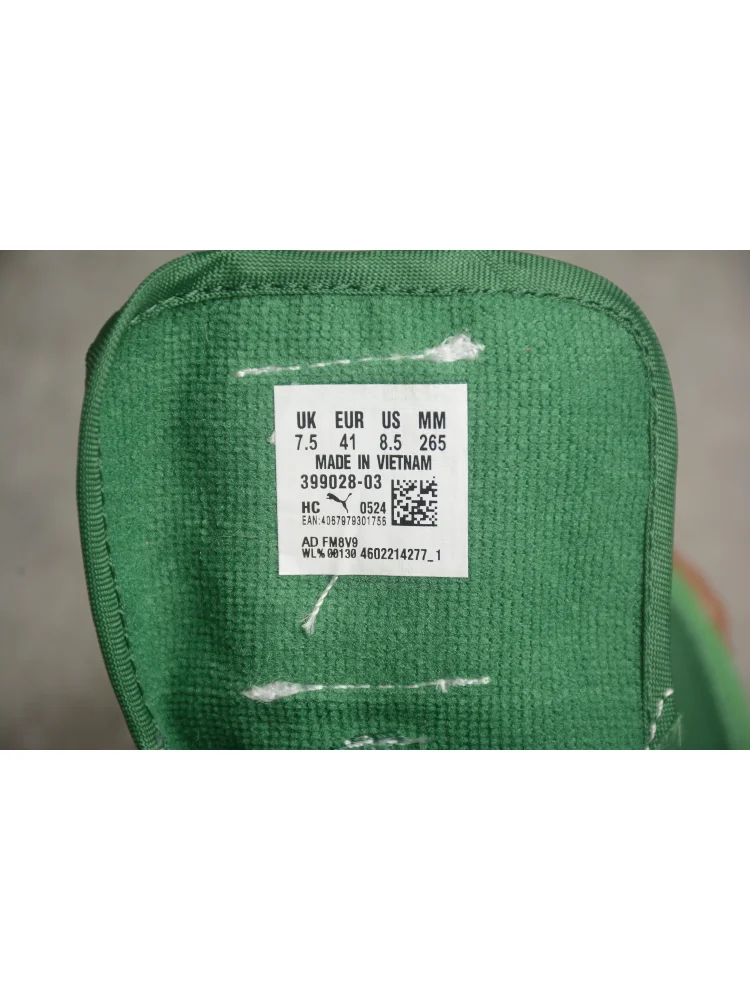 UK EUR US MM
7.5 41 8.5 265
MADE IN VIETNAM
399028-03
HC 0524
EAN:4067979301756
AD FM8V9
WL% 00130 4602214277_1